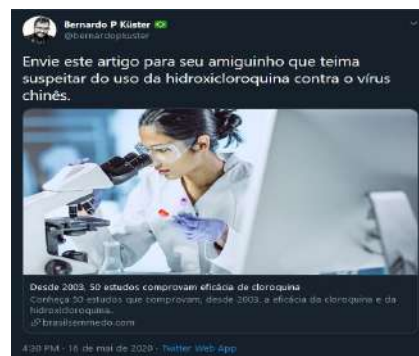 Bernardo P Küster
@bernardopkuster
Envie este artigo para seu amiguinho que teima
suspeitar do uso da hidroxicloroquina contra o vírus
chinês.
Desde 2003, 50 estudos comprovam eficácia de cloroquina
Conheça 50 estudos que comprovam, desde 2003, a eficácia da cloroquina e da
hidroxicloroquina.
brasilsemmedo.com
4:30 PM · 16 de mai de 2020 · Twitter Web App